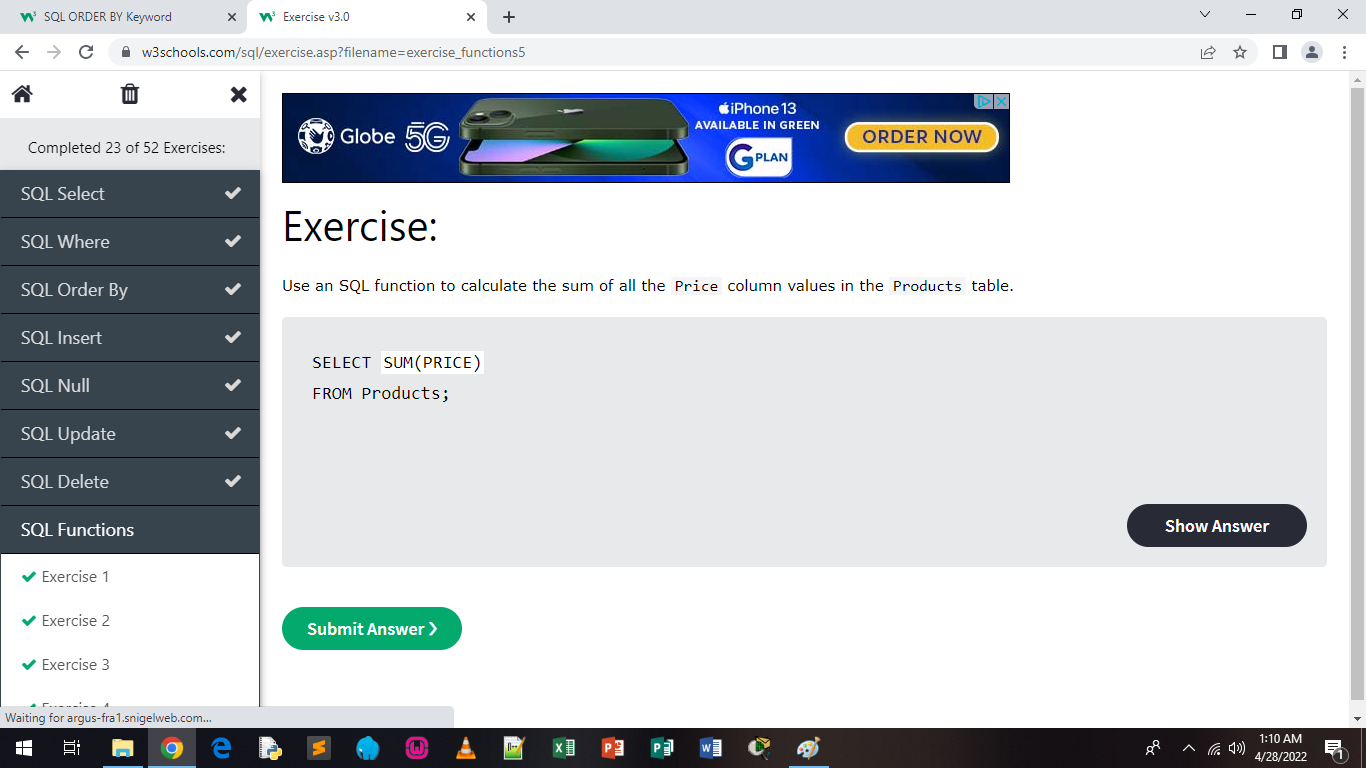 SQL ORDER BY Keyword
Exercise v3.0
w3schools.com/sql/exercise.asp?filename=exercise_functions5
Completed 23 of 52 Exercises:
SQL Select
SQL Where
SQL Order By
SQL Insert
SQL Null
SQL Update
SQL Delete
SQL Functions
Exercise 1
Exercise 2
Exercise 3
Exercise 4
Waiting for argus-fra1.snigelweb.com...
Globe 5G
iPhone 13
AVAILABLE IN GREEN
G PLAN
ORDER NOW
Exercise:
Use an SQL function to calculate the sum of all the Price column values in the Products table.
SELECT SUM(PRICE)
FROM Products;
Show Answer
Submit Answer ❯
1:10 AM
4/28/2022
1